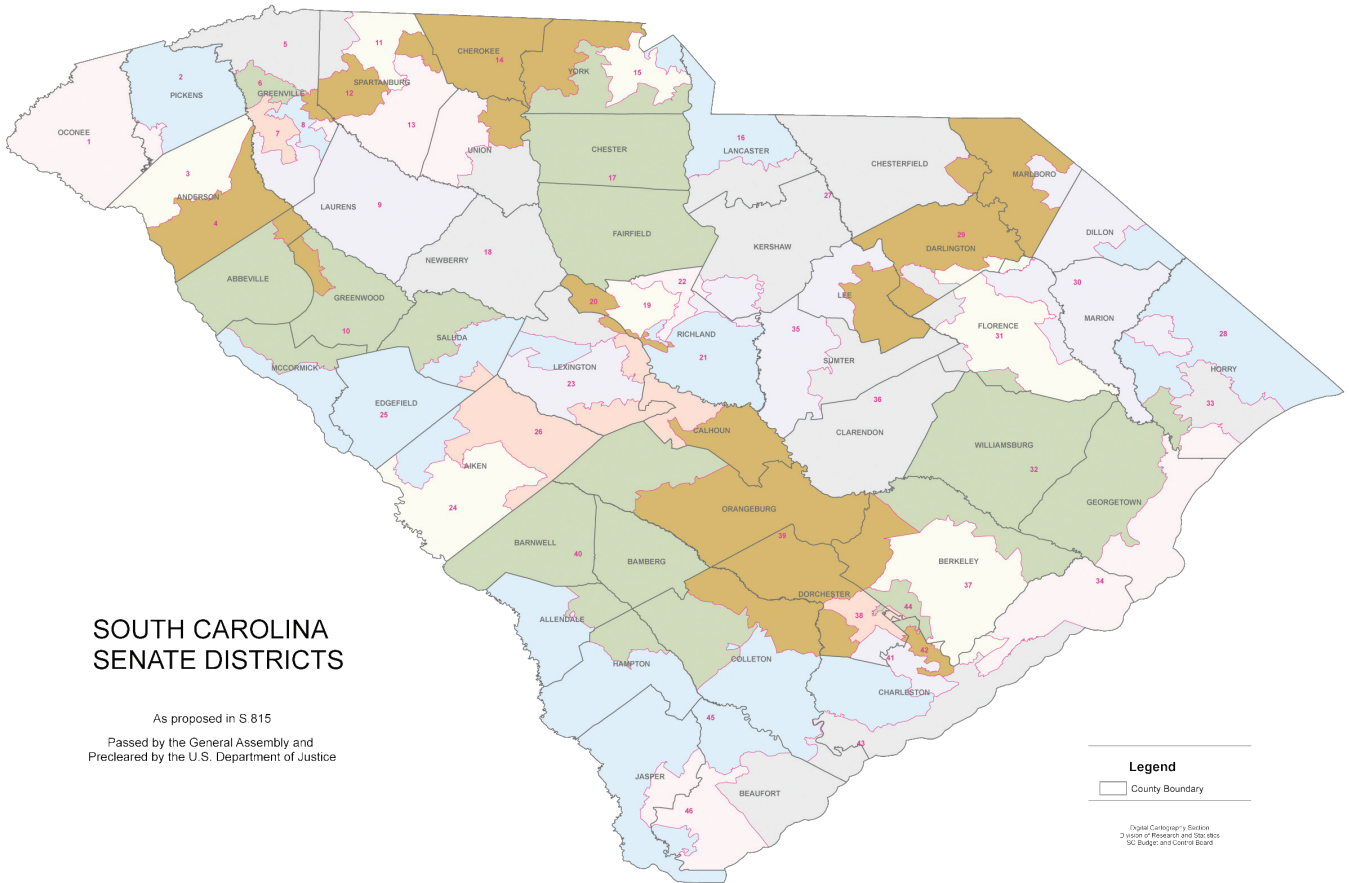 5
11
CHEROKEE
14
YORK
15
2
PICKENS
6
GREENVILLE
SPARTANBURG
12
OCONEE
1
7
8
13
16
LANCASTER
UNION
CHESTER
CHESTERFIELD
3
ANDERSON
4
17
MARLBORO
27
LAURENS
9
FAIRFIELD
29
DARLINGTON
DILLON
NEWBERRY
18
KERSHAW
ABBEVILLE
GREENWOOD
20
19
22
LEE
30
MARION
10
SALUDA
RICHLAND
21
35
FLORENCE
31
28
MCCORMICK
LEXINGTON
23
SUMTER
HORRY
33
EDGEFIELD
25
36
26
CALHOUN
CLARENDON
WILLIAMSBURG
32
AIKEN
24
ORANGEBURG
GEORGETOWN
BARNWELL
40
39
BAMBERG
BERKELEY
37
34
DORCHESTER
38
44
ALLENDALE
42
41
HAMPTON
COLLETON
CHARLESTON
45
43
JASPER
BEAUFORT
46
SOUTH CAROLINA
SENATE DISTRICTS
As proposed in S.815
Passed by the General Assembly and
Precleared by the U.S. Department of Justice
Legend
County Boundary
Digital Cartography Section
Division of Research and Statistics
SC Budget and Control Board